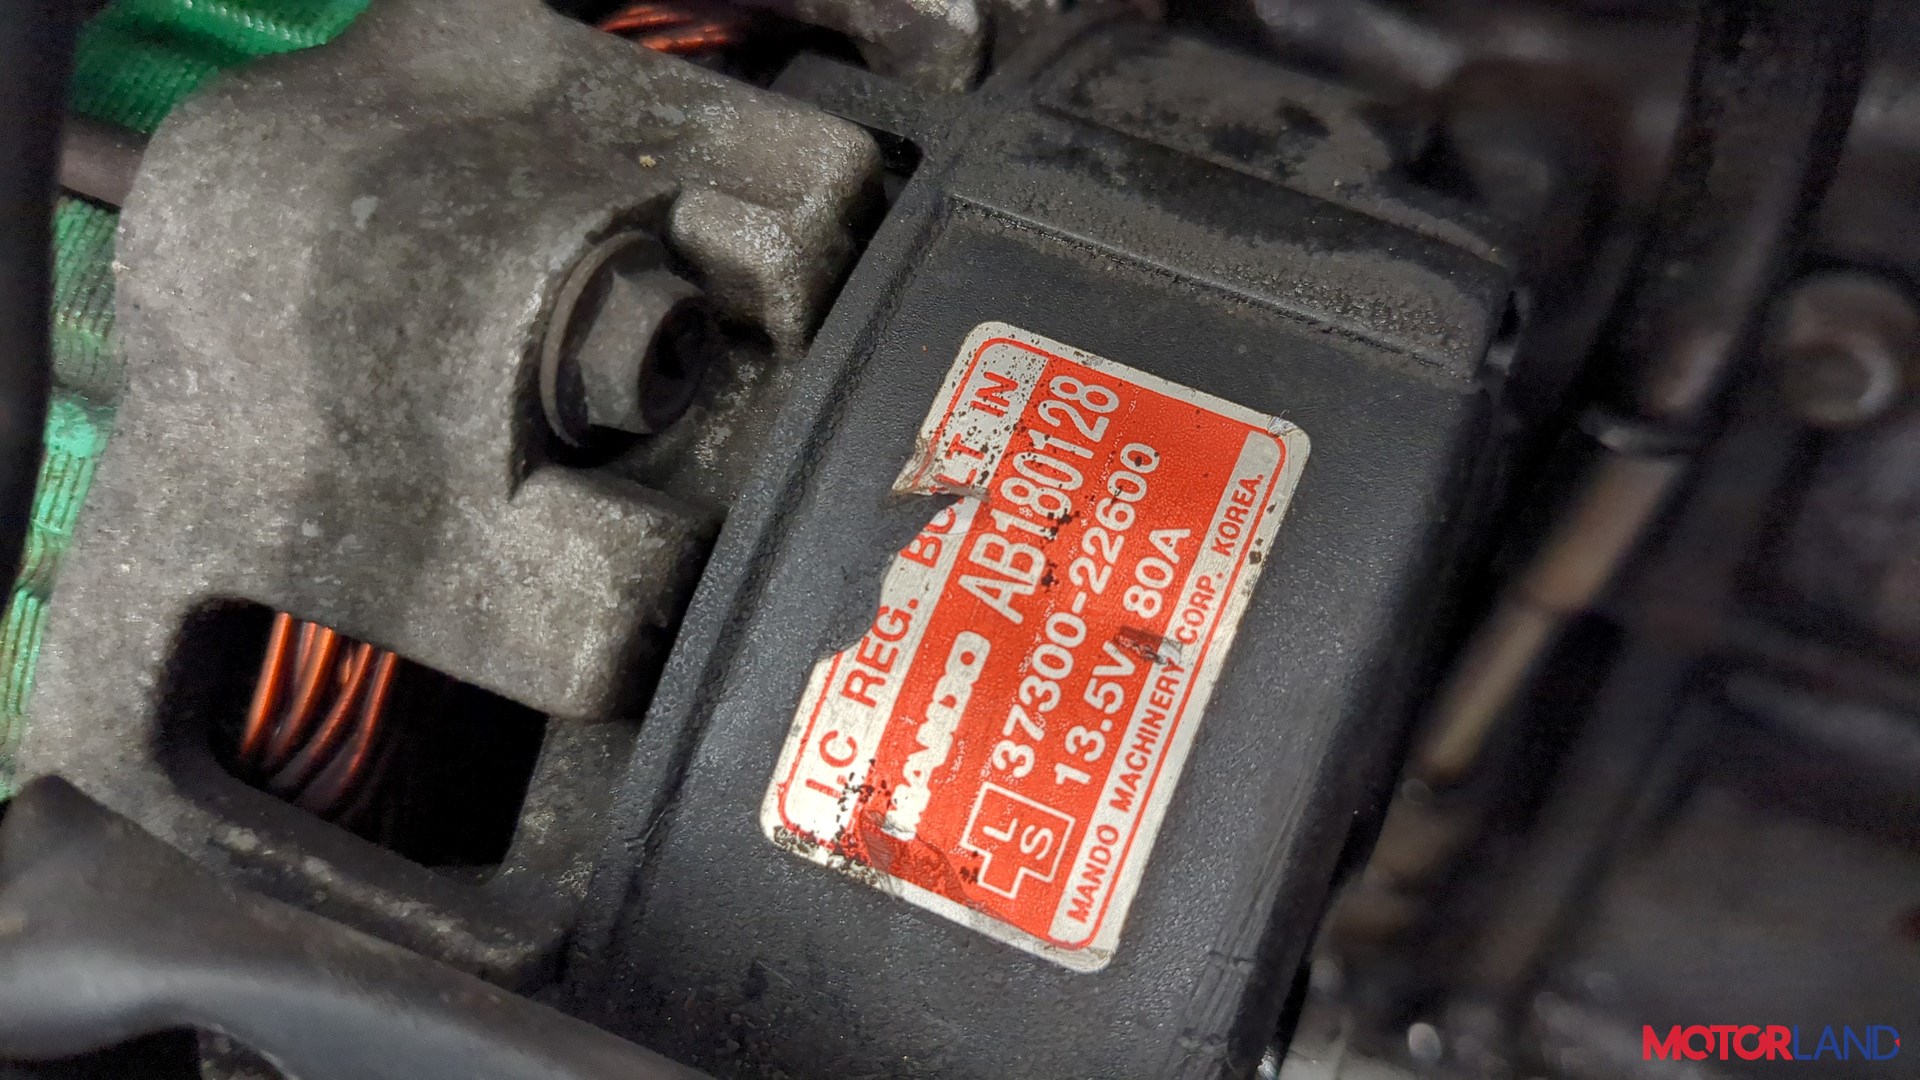 I.C REG. BUILT IN
MANDO AB180128
37300-22600
L
S
13.5V 80A
MANDO MACHINERY CORP. KOREA.
MOTORLAND